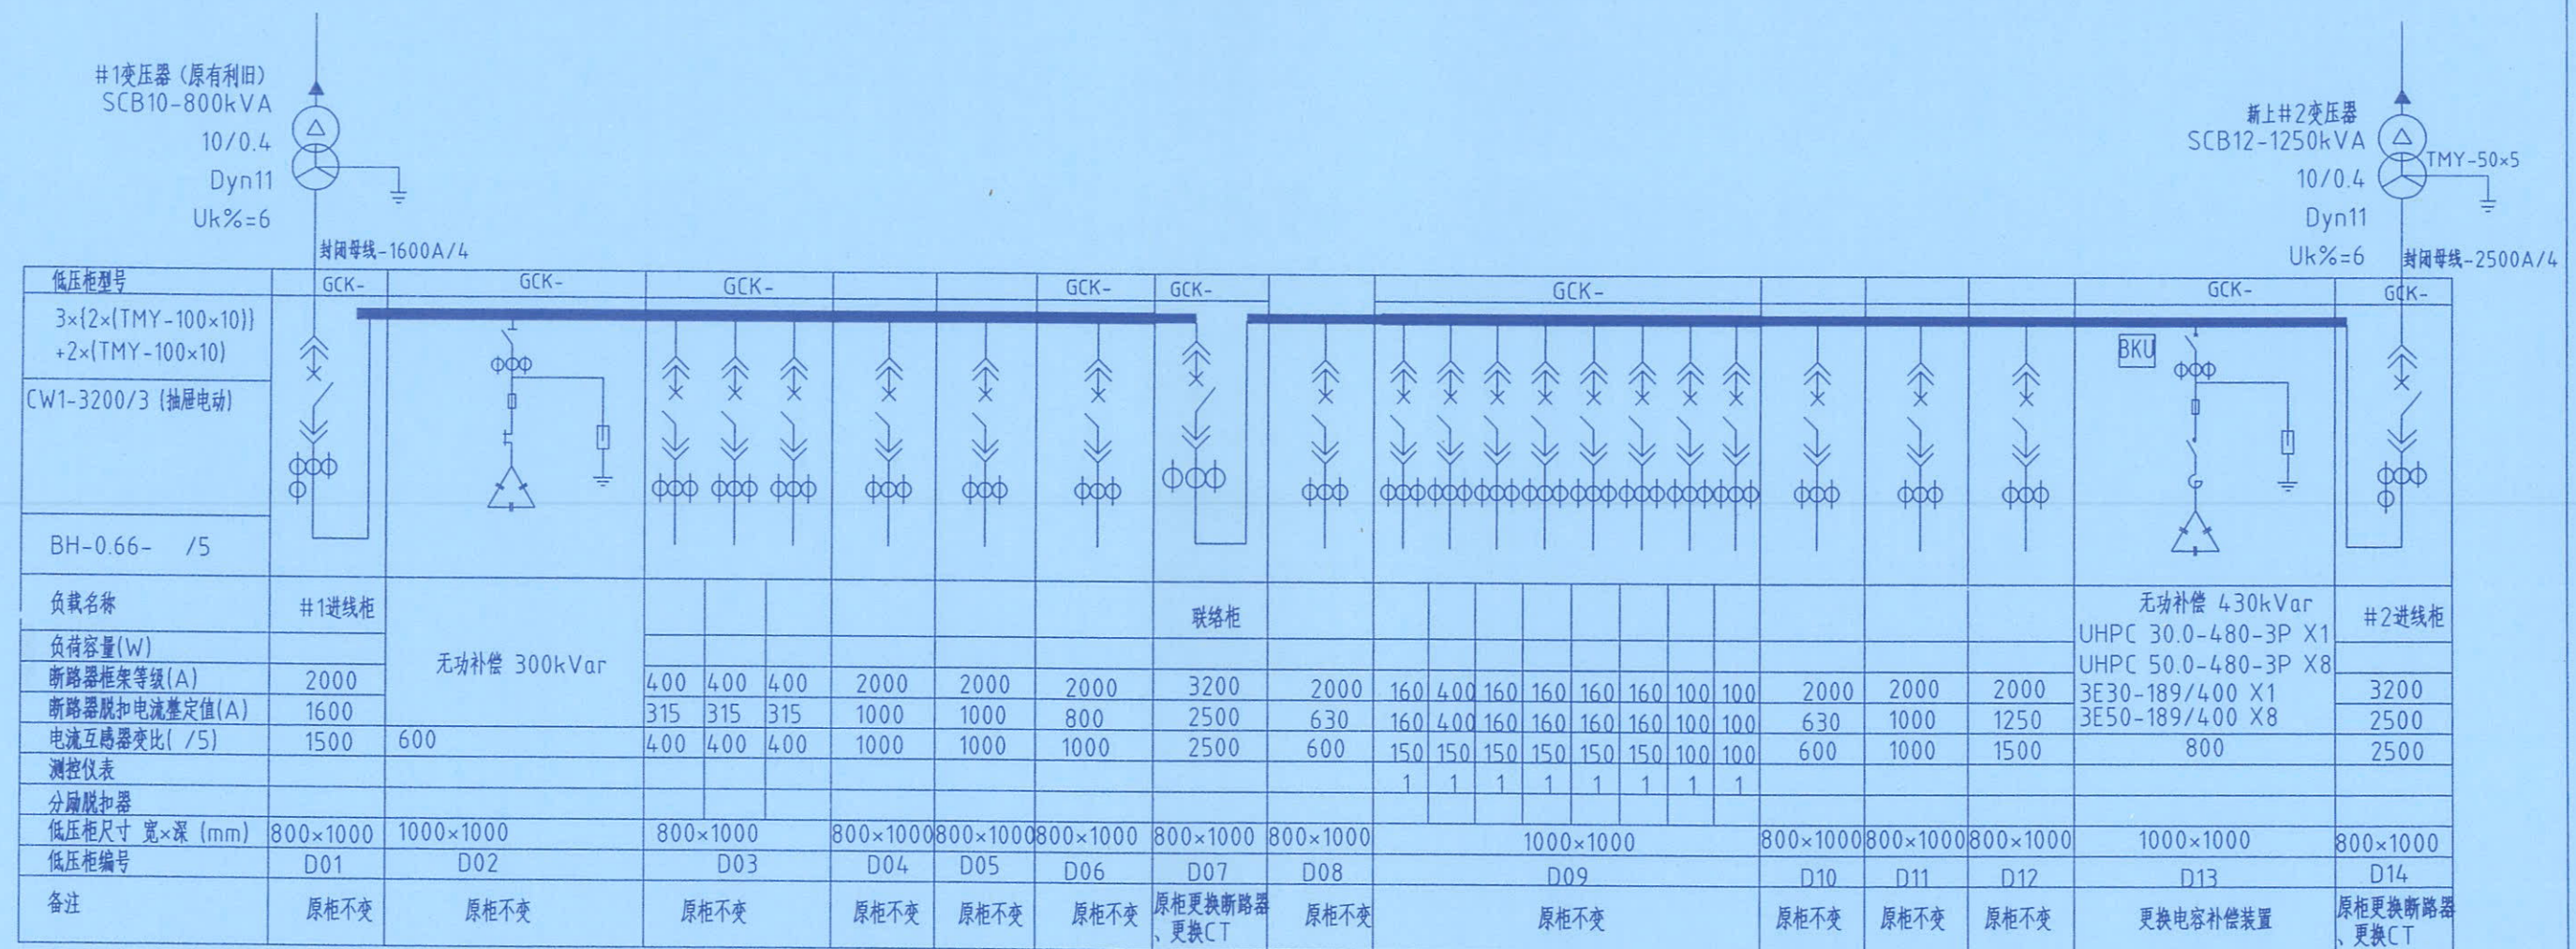 #1变压器（原有利旧）
SCB10-800kVA
10/0.4
Dyn11
Uk%=6
封闭母线-1600A/4
新上#2变压器
SCB12-1250kVA
TMY-50×5
10/0.4
Dyn11
Uk%=6
封闭母线-2500A/4
低压柜型号 GCK- GCK- GCK- GCK- GCK- GCK- GCK- GCK-
3×{2×(TMY-100×10)}
+2×(TMY-100×10)
BKU
CW1-3200/3 (抽屉电动)
BH-0.66- /5
负载名称 #1进线柜 联络柜 #2进线柜
无功补偿 300kVar
无功补偿 430kVar
UHPC 30.0-480-3P X1
UHPC 50.0-480-3P X8
3E30-189/400 X1
3E50-189/400 X8
负荷容量(W)
断路器框架等级(A) 2000 400 400 400 2000 2000 2000 3200 2000 160 400 160 160 160 160 100 100 2000 2000 2000 3200
断路器脱扣电流整定值(A) 1600 315 315 315 1000 1000 800 2500 630 160 400 160 160 160 160 100 100 630 1000 1250 2500
电流互感器变比( /5) 1500 600 400 400 400 1000 1000 1000 2500 600 150 150 150 150 150 150 100 100 600 1000 1500 800 2500
测控仪表 1 1 1 1 1 1 1 1
分励脱扣器
低压柜尺寸 宽×深 (mm) 800×1000 1000×1000 800×1000 800×1000 800×1000 800×1000 800×1000 800×1000 1000×1000 800×1000 800×1000 800×1000 1000×1000 800×1000
低压柜编号 D01 D02 D03 D04 D05 D06 D07 D08 D09 D10 D11 D12 D13 D14
备注 原柜不变 原柜不变 原柜不变 原柜不变 原柜不变 原柜不变 原柜更换断路器
、更换CT
原柜不变 原柜不变 原柜不变 原柜不变 原柜不变 更换电容补偿装置 原柜更换断路器
、更换CT